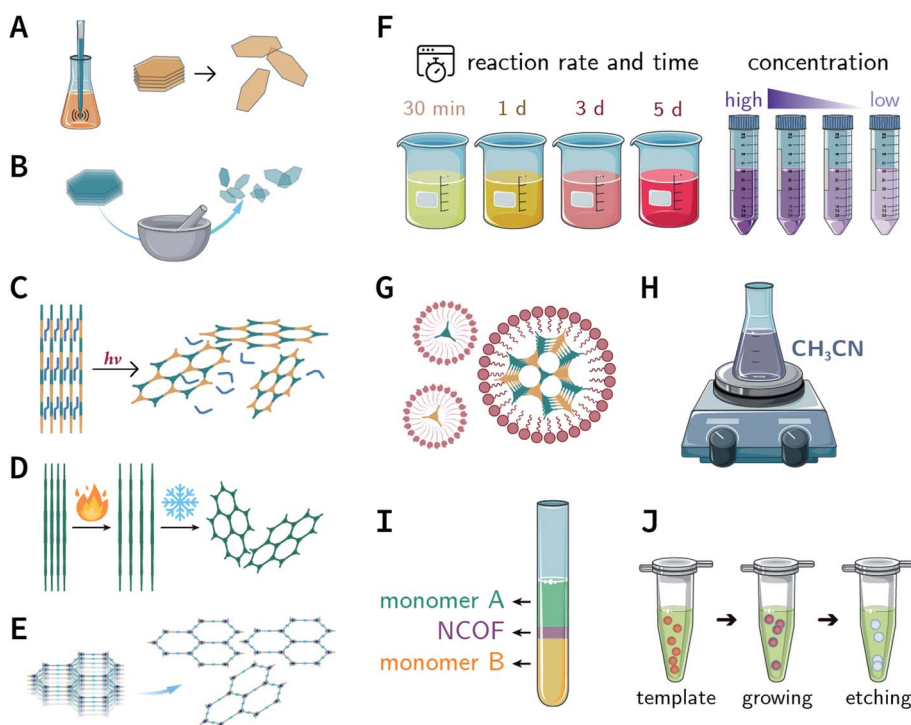 A
B
C
hν
D
E
F
reaction rate and time
30 min 1 d 3 d 5 d
concentration
high low
G
H
CH₃CN
I
monomer A
NCOF
monomer B
J
template growing etching